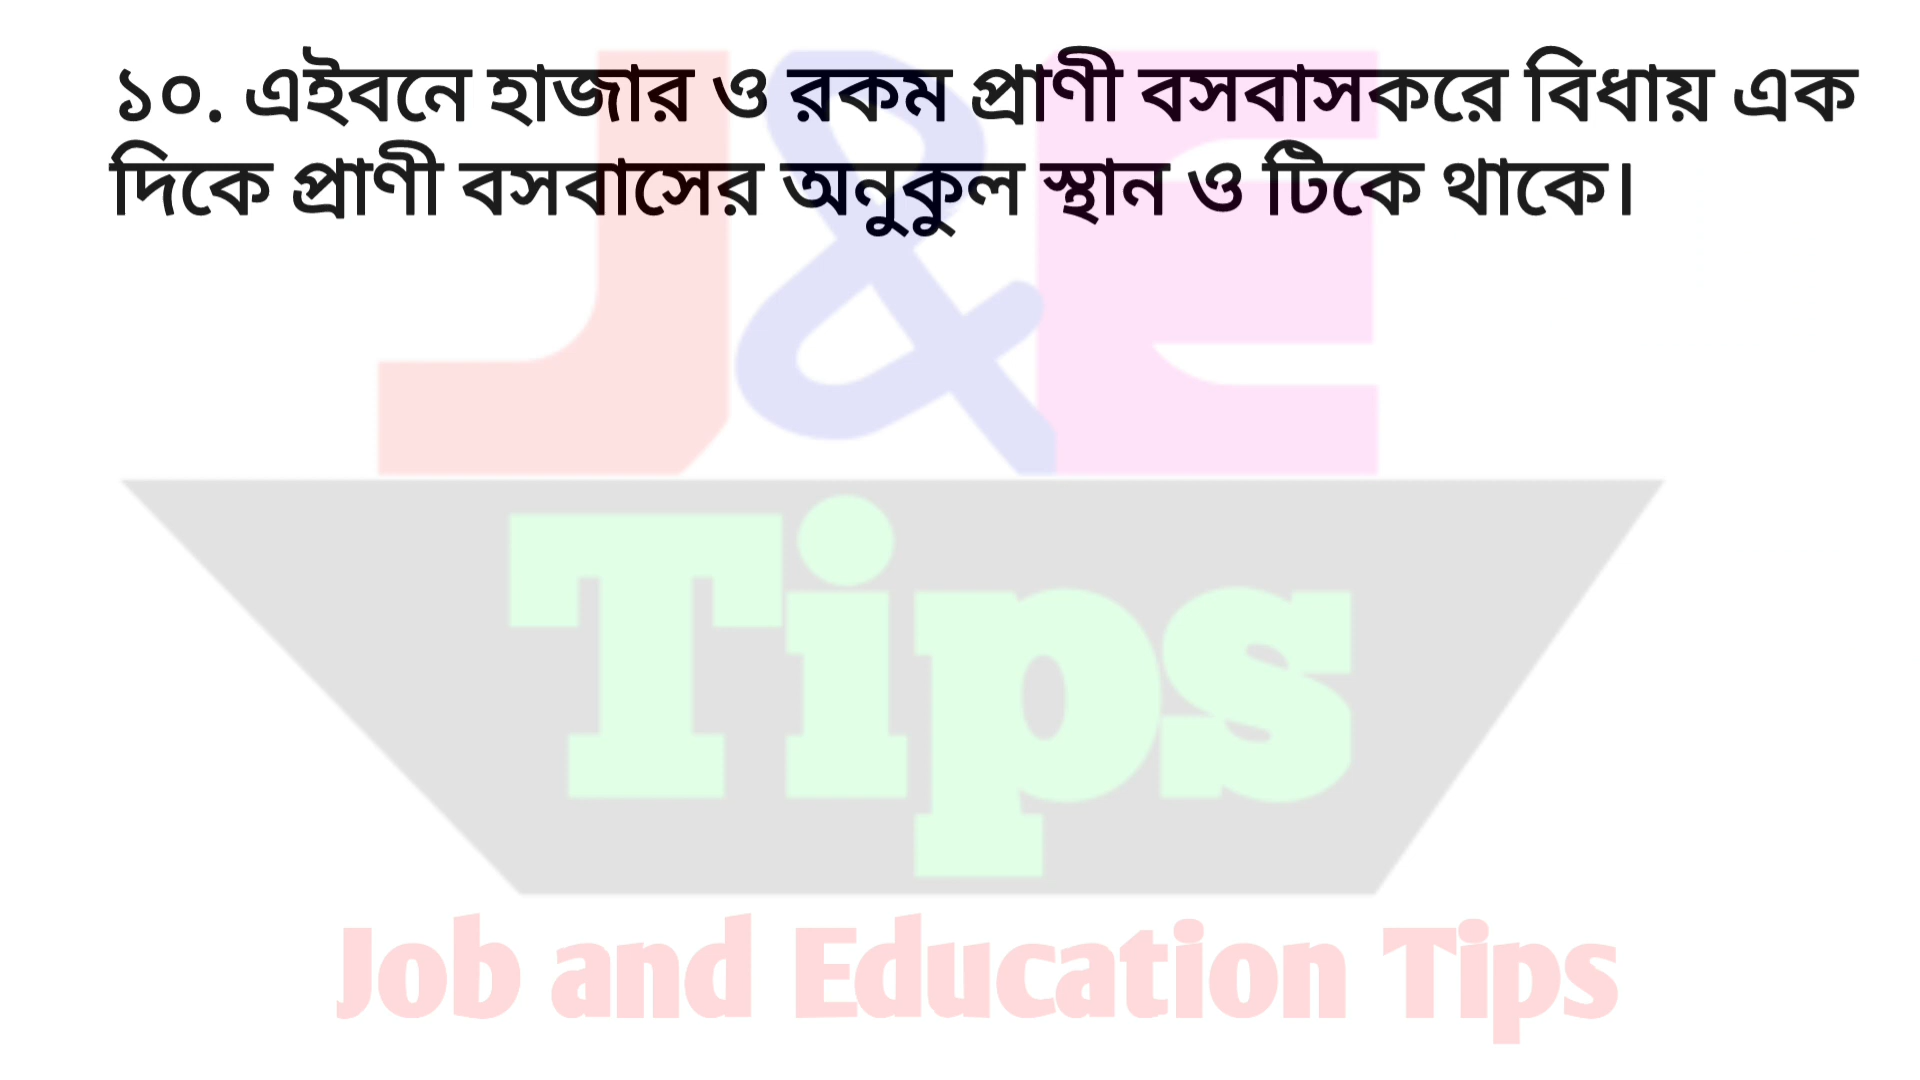 ১০. এইবনে হাজার ও রকম প্রাণী বসবাসকরে বিধায় এক
দিকে প্রাণী বসবাসের অনুকুল স্থান ও টিকে থাকে।
J&E
Tips
Job and Education Tips